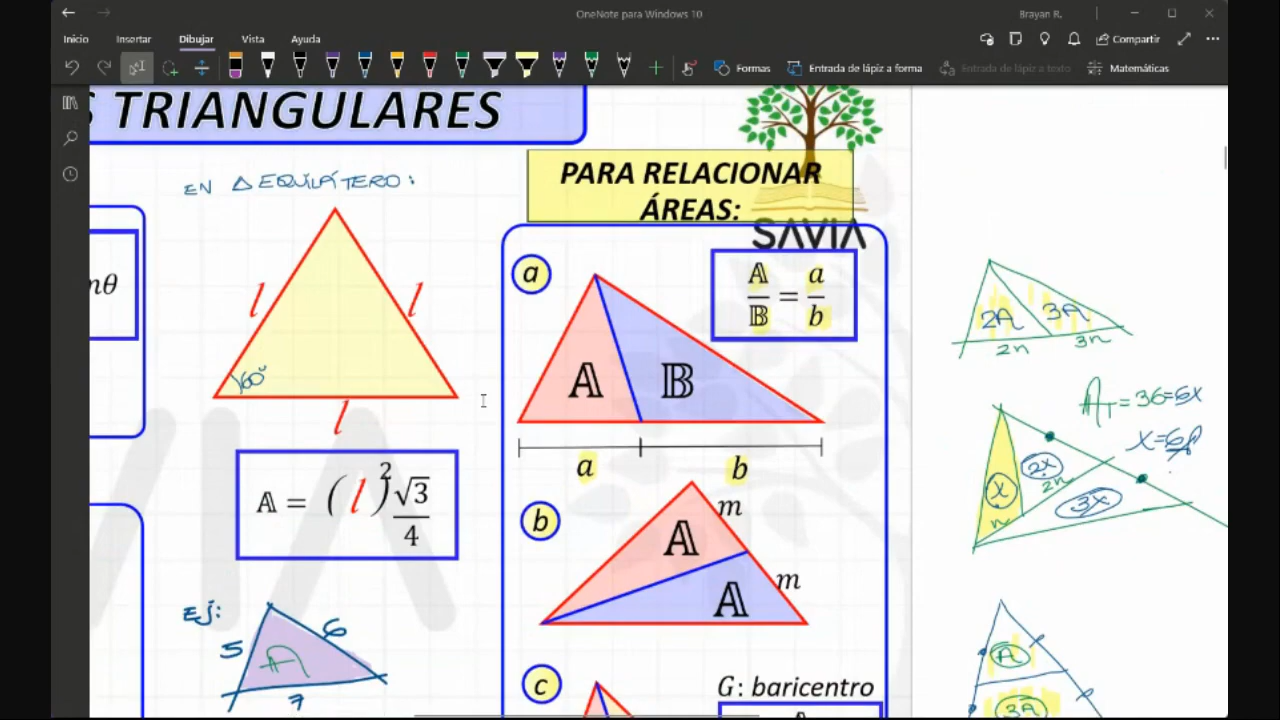 OneNote para Windows 10
Brayan R.
Inicio Insertar Dibujar Vista Ayuda
Compartir
Formas Entrada de lápiz a forma Entrada de lápiz a texto Matemáticas
S TRIANGULARES
EN △ EQUILÁTERO:
l
l
60°
l
nθ
𝔸 = (l)² √3/4
Ej:
5
6
A
7
PARA RELACIONAR
ÁREAS:
SAVIA
a
𝔸/𝔹 = a/b
𝔸 𝔹
a b
b
m
𝔸
m
𝔸
c
G: baricentro
2A 3A
2n 3n
A_T = 36 = 6x
x = 6
x
2x
2n
n
3x
A
3A